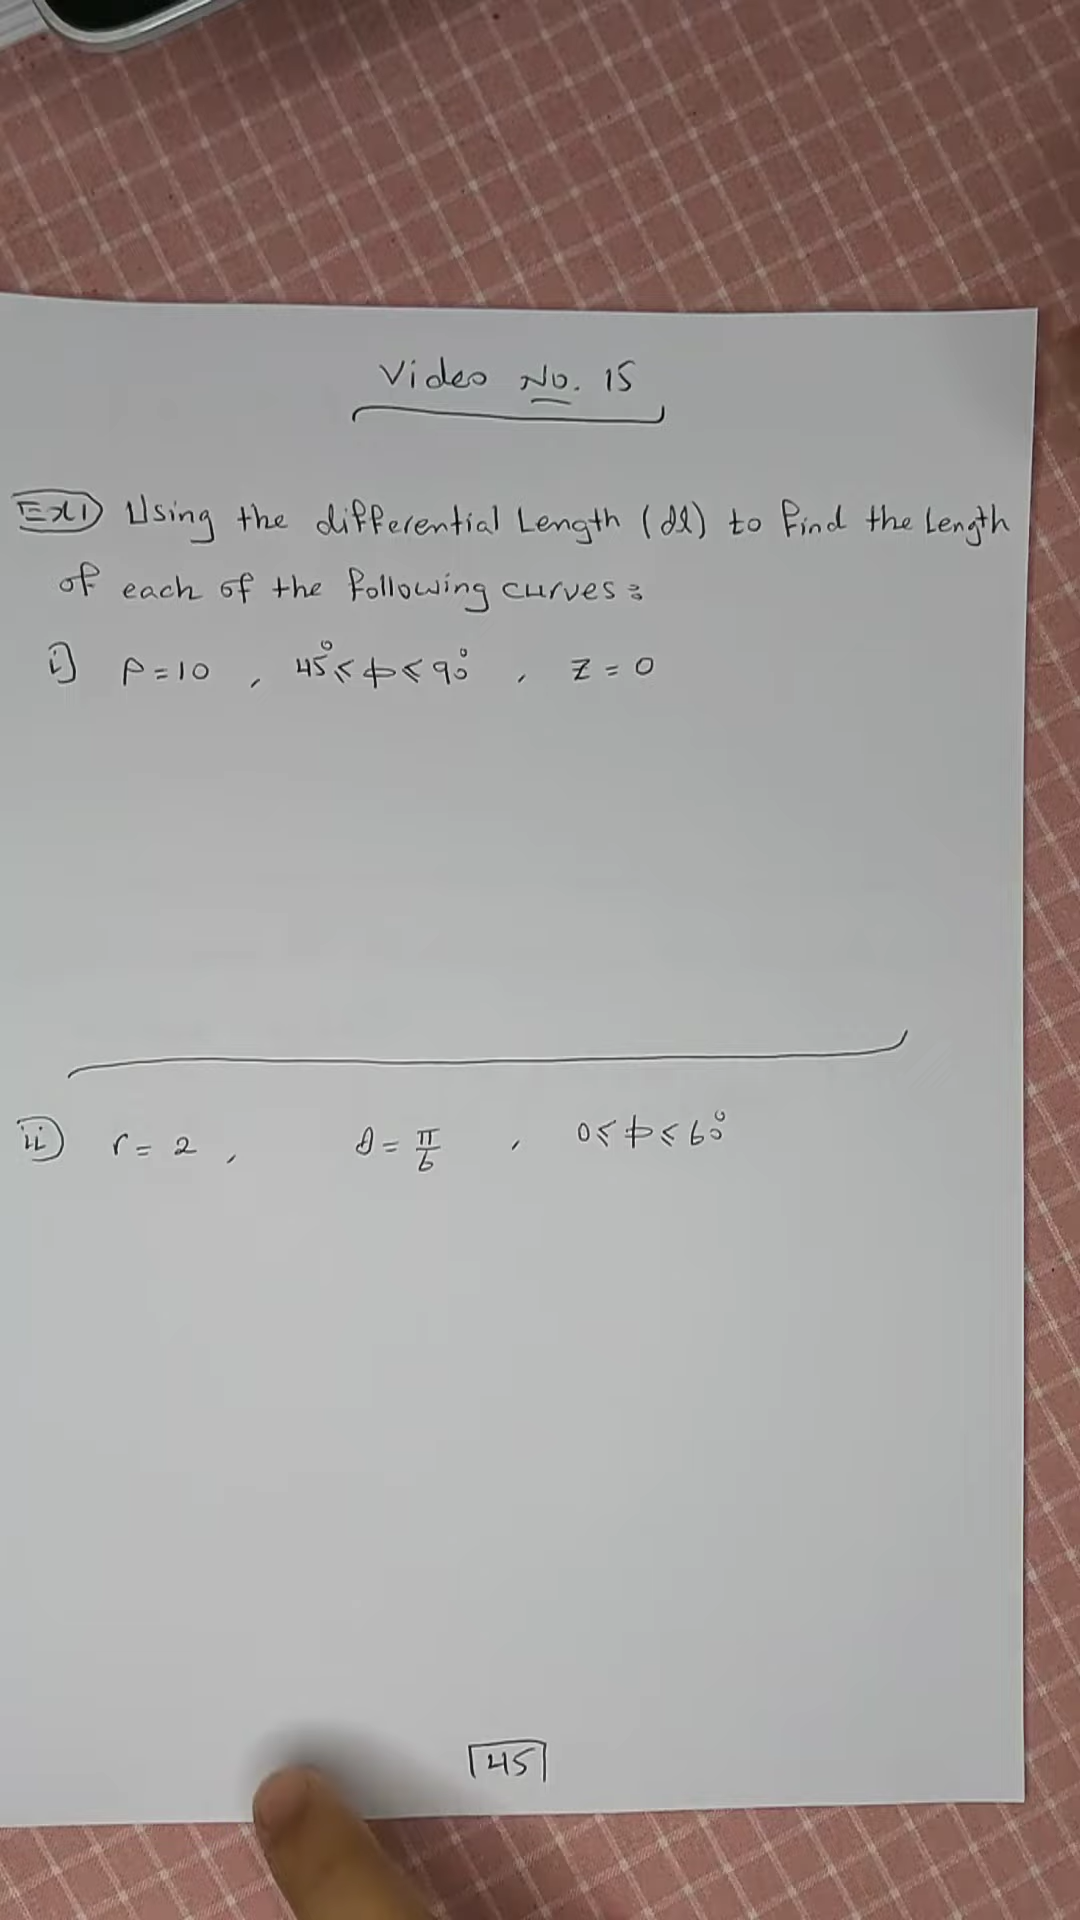 Video No. 15
Ex1 Using the differential Length (dl) to find the Length
of each of the following curves:
i) ρ=10 , 45°≤ϕ≤90° , z=0
ii) r=2 , θ=π/6 , 0≤ϕ≤60°
45